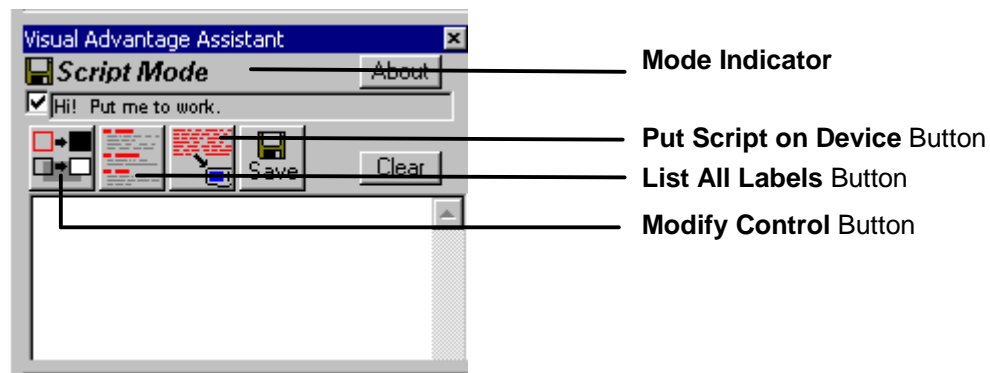 Visual Advantage Assistant
Script Mode
About
Mode Indicator
Hi! Put me to work.
Save
Clear
Put Script on Device Button
List All Labels Button
Modify Control Button